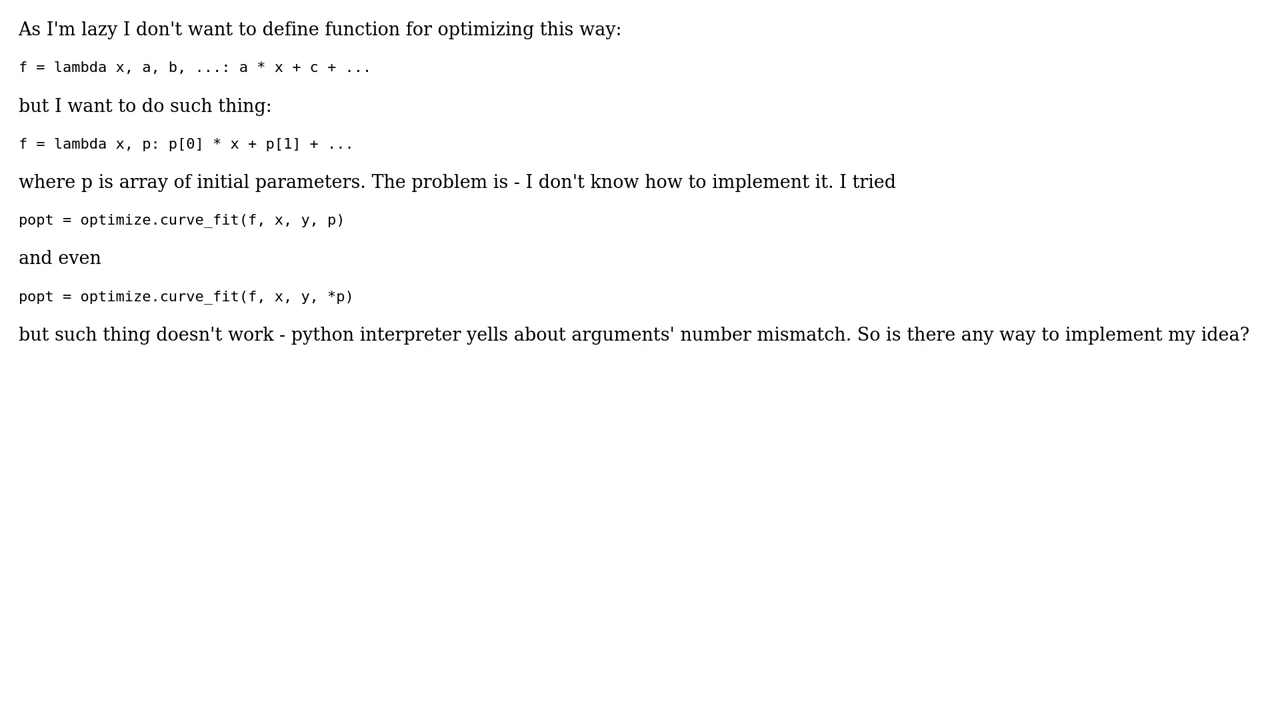 As I'm lazy I don't want to define function for optimizing this way:
f = lambda x, a, b, ...: a * x + c + ...
but I want to do such thing:
f = lambda x, p: p[0] * x + p[1] + ...
where p is array of initial parameters. The problem is - I don't know how to implement it. I tried
popt = optimize.curve_fit(f, x, y, p)
and even
popt = optimize.curve_fit(f, x, y, *p)
but such thing doesn't work - python interpreter yells about arguments' number mismatch. So is there any way to implement my idea?